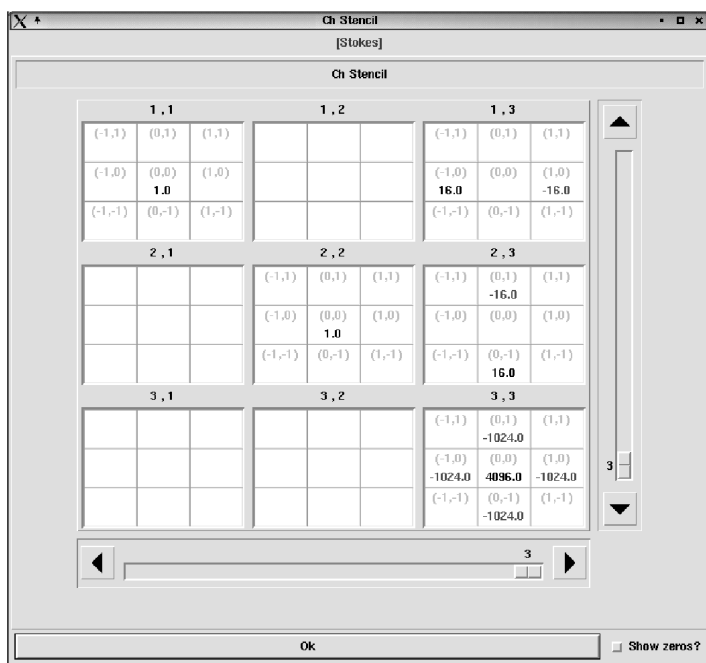 Ch Stencil
[Stokes]
Ch Stencil
1 , 1 1 , 2 1 , 3
(-1,1) (0,1) (1,1) (-1,1) (0,1) (1,1)
(-1,0) (0,0) (1,0) (-1,0) (0,0) (1,0)
1.0 16.0 -16.0
(-1,-1) (0,-1) (1,-1) (-1,-1) (0,-1) (1,-1)
2 , 1 2 , 2 2 , 3
(-1,1) (0,1) (1,1) (-1,1) (0,1) (1,1)
-16.0
(-1,0) (0,0) (1,0) (-1,0) (0,0) (1,0)
1.0
(-1,-1) (0,-1) (1,-1) (-1,-1) (0,-1) (1,-1)
16.0
3 , 1 3 , 2 3 , 3
(-1,1) (0,1) (1,1)
-1024.0
(-1,0) (0,0) (1,0)
-1024.0 4096.0 -1024.0
3
(-1,-1) (0,-1) (1,-1)
-1024.0
3
Ok Show zeros?